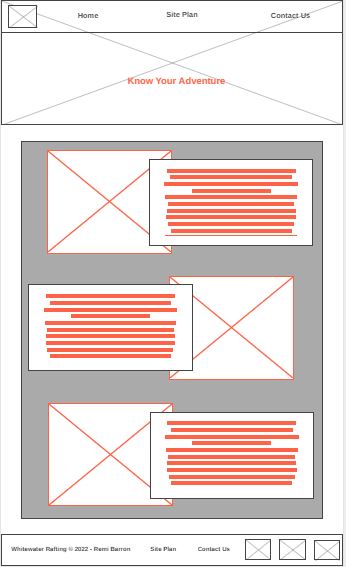 Home Site Plan Contact Us
Know Your Adventure
Whitewater Rafting © 2022 - Remi Barron Site Plan Contact Us